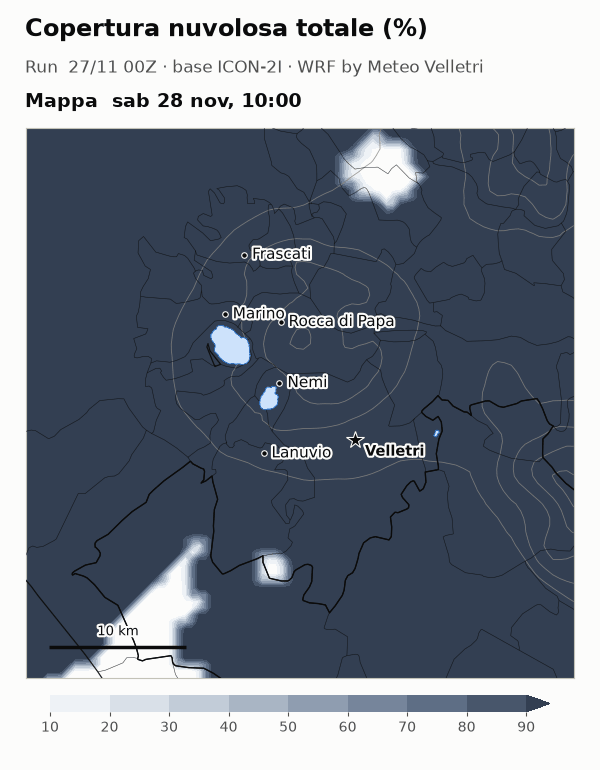 Copertura nuvolosa totale (%)
Run  27/11 00Z · base ICON-2I · WRF by Meteo Velletri
Mappa  sab 28 nov, 10:00
Frascati
Marino
Rocca di Papa
Nemi
Velletri
Lanuvio
10 km
10 20 30 40 50 60 70 80 90